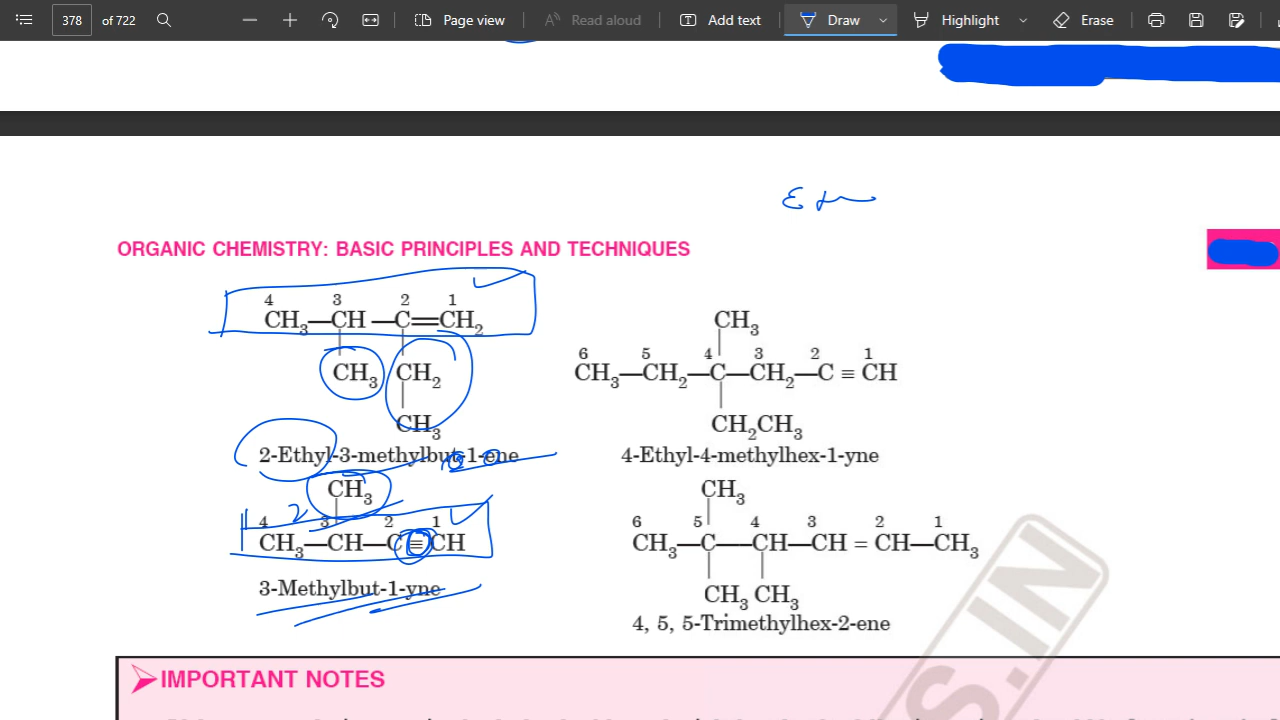 378 of 722 Page view Read aloud Add text Draw Highlight Erase
ORGANIC CHEMISTRY: BASIC PRINCIPLES AND TECHNIQUES
4 3 2 1
CH₃—CH —C=CH₂
CH₃ CH₂
CH₃
2-Ethyl-3-methylbut-1-ene
CH₃
2
4 3 2 1
CH₃—CH—C≡CH
3-Methylbut-1-yne
CH₃
6 5 4 3 2 1
CH₃—CH₂—C—CH₂—C ≡ CH
CH₂CH₃
4-Ethyl-4-methylhex-1-yne
CH₃
6 5 4 3 2 1
CH₃—C—CH—CH = CH—CH₃
CH₃ CH₃
4, 5, 5-Trimethylhex-2-ene
S.IN
IMPORTANT NOTES